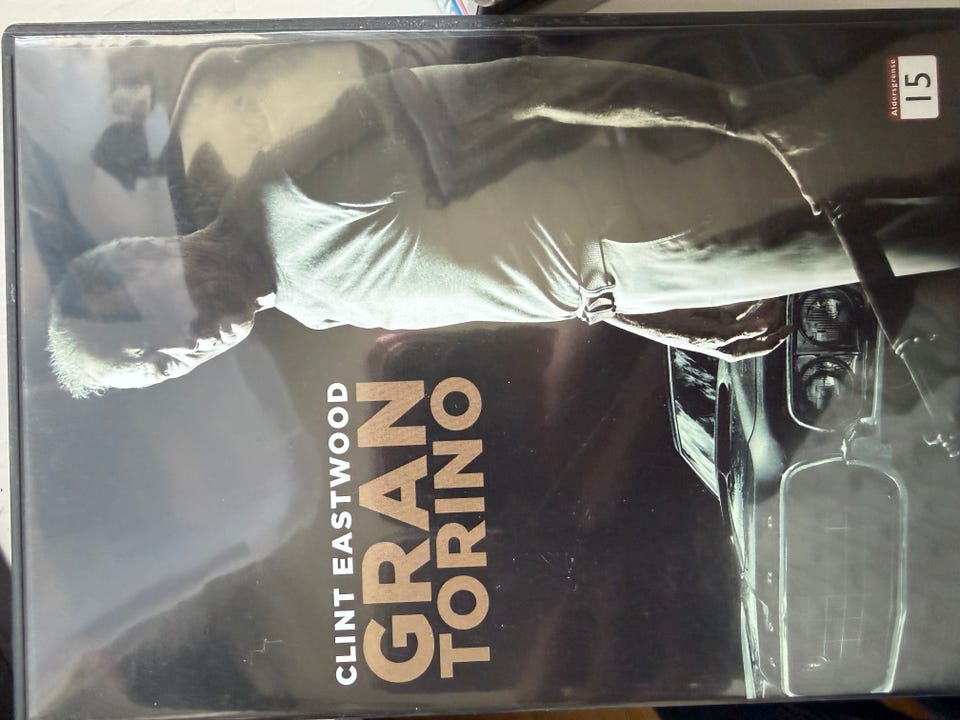 CLINT EASTWOOD
GRAN
TORINO
Aldersgrense
15